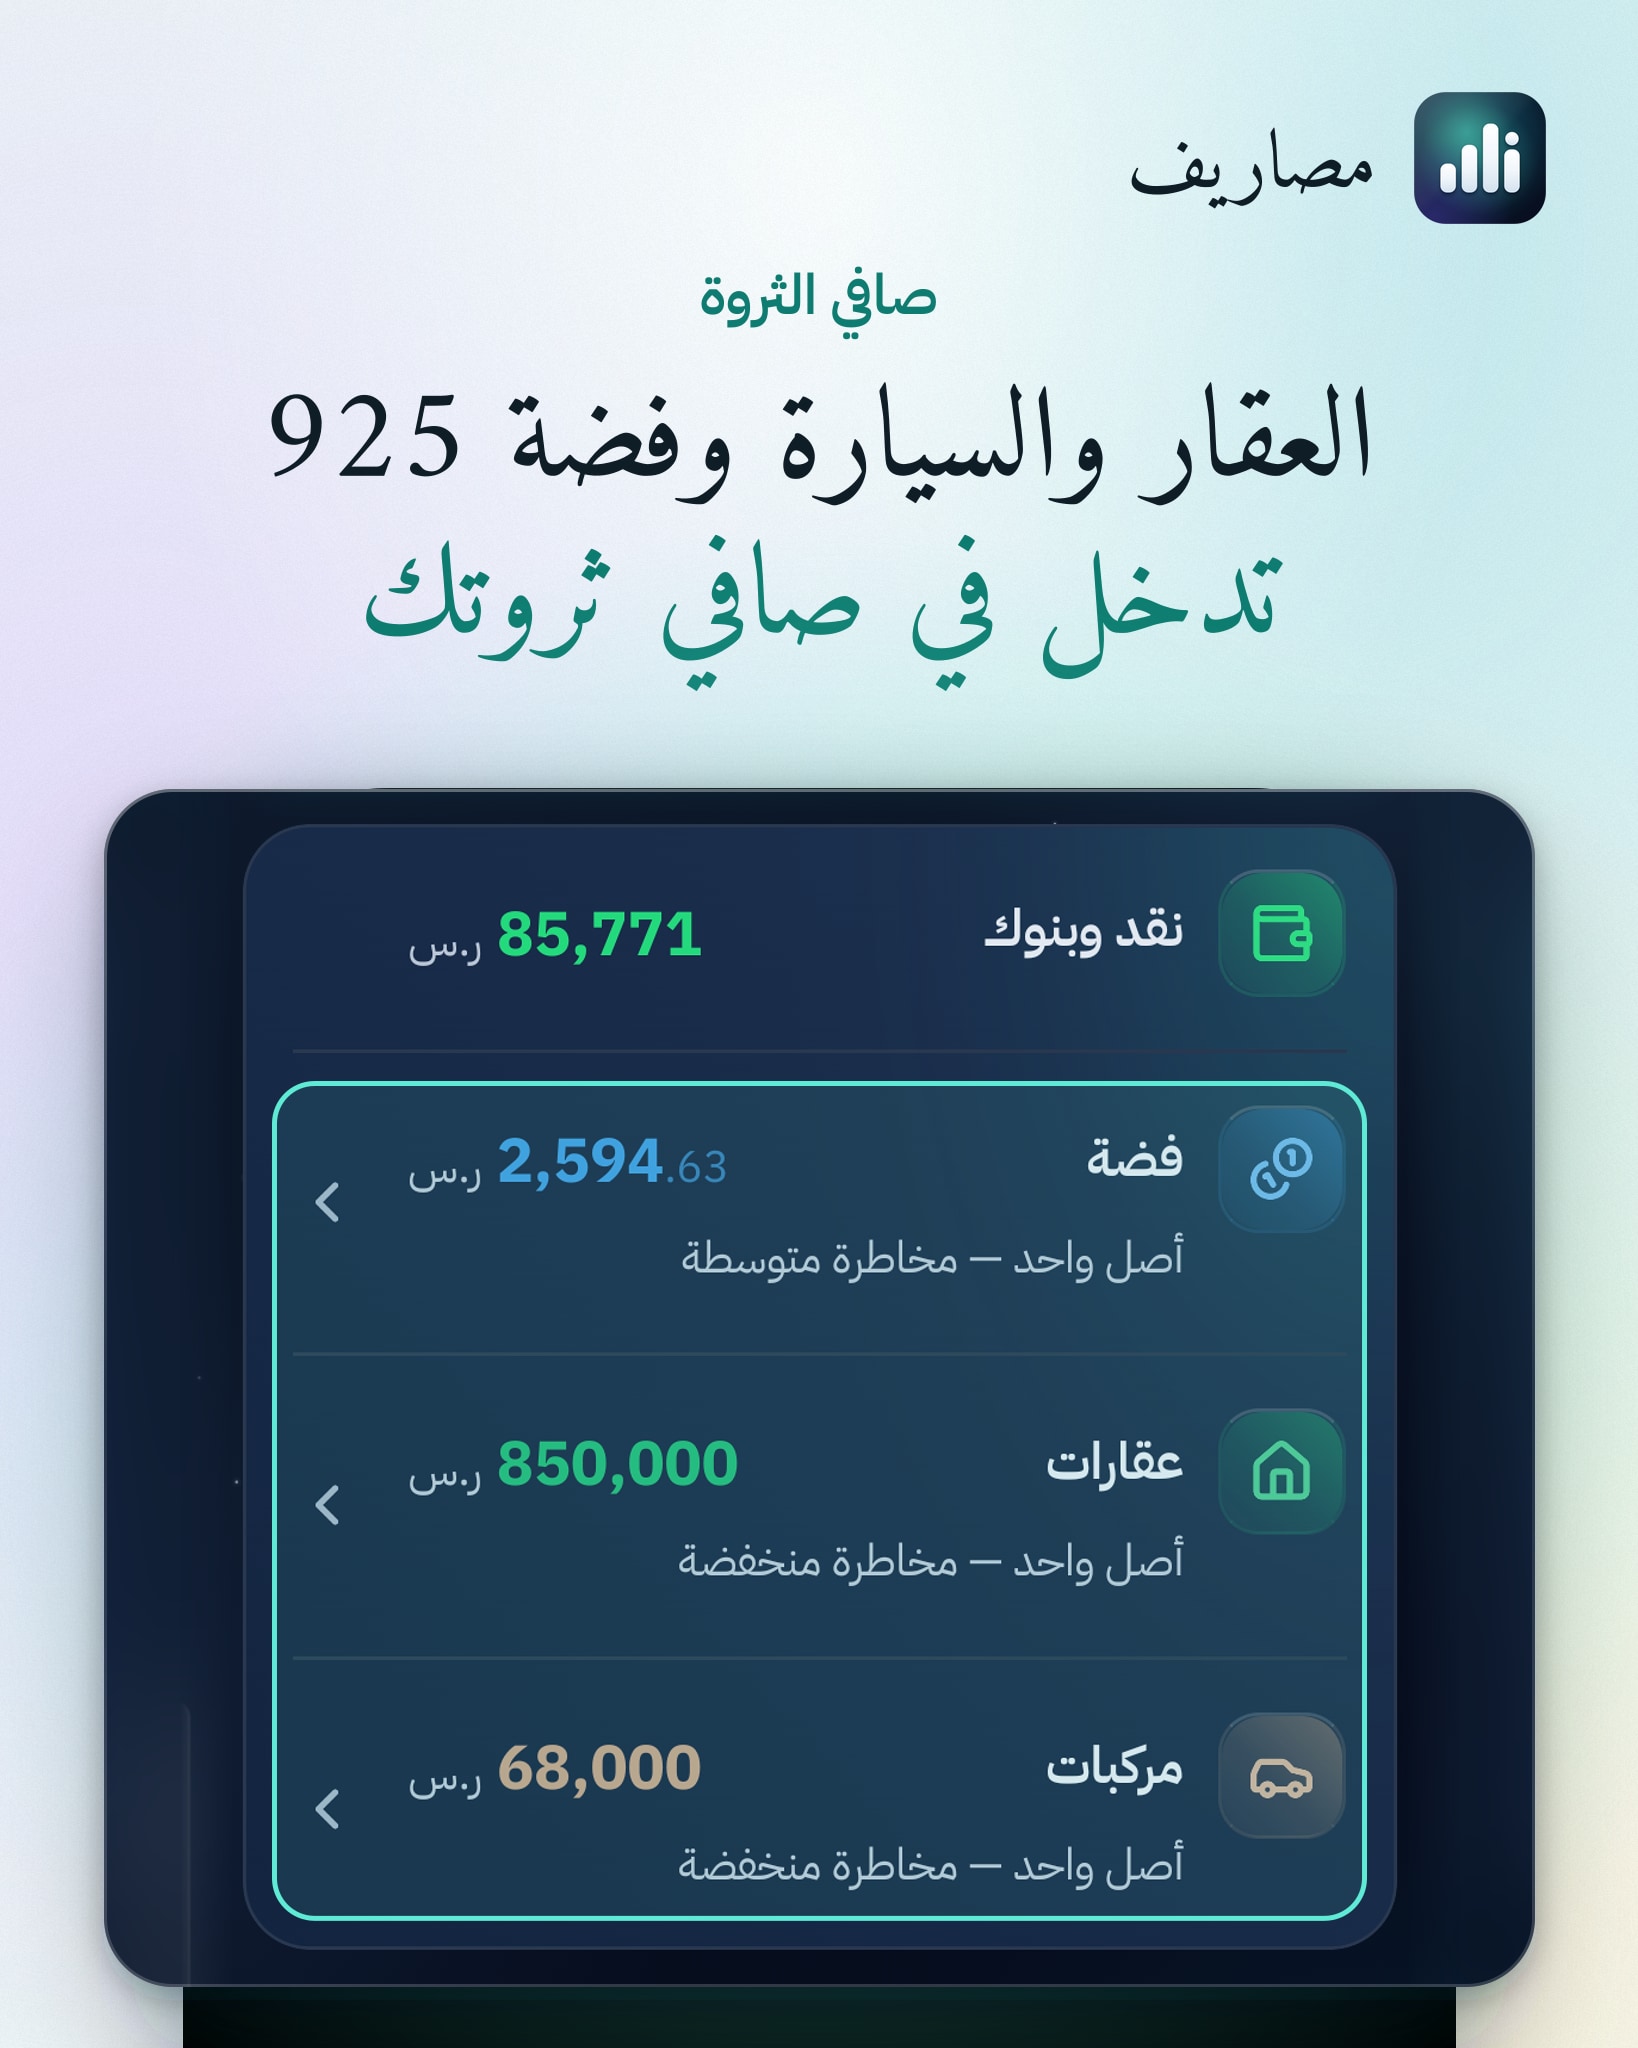 مصاريف
صافي الثروة
العقار والسيارة وفضة 925
تدخل في صافي ثروتك
نقد وبنوك 85,771 ر.س
فضة 2,594.63 ر.س
أصل واحد — مخاطرة متوسطة
عقارات 850,000 ر.س
أصل واحد — مخاطرة منخفضة
مركبات 68,000 ر.س
أصل واحد — مخاطرة منخفضة